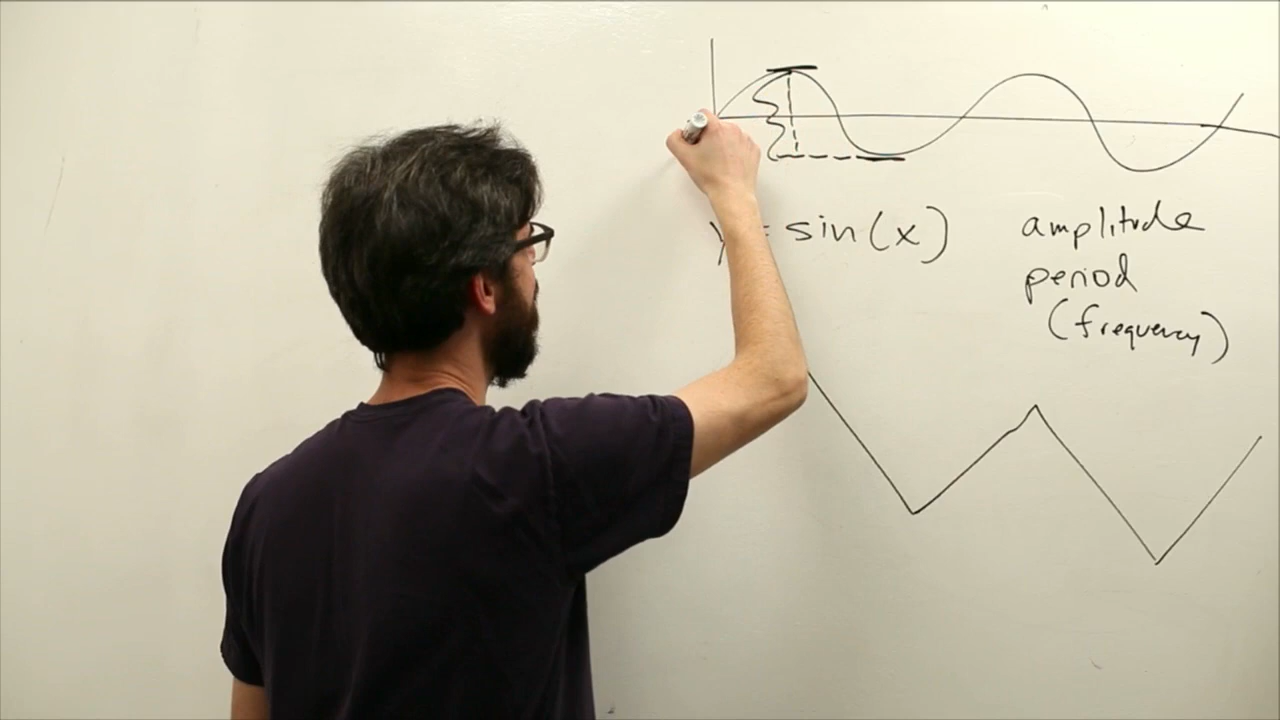 y = sin(x)
amplitude
period
(frequency)